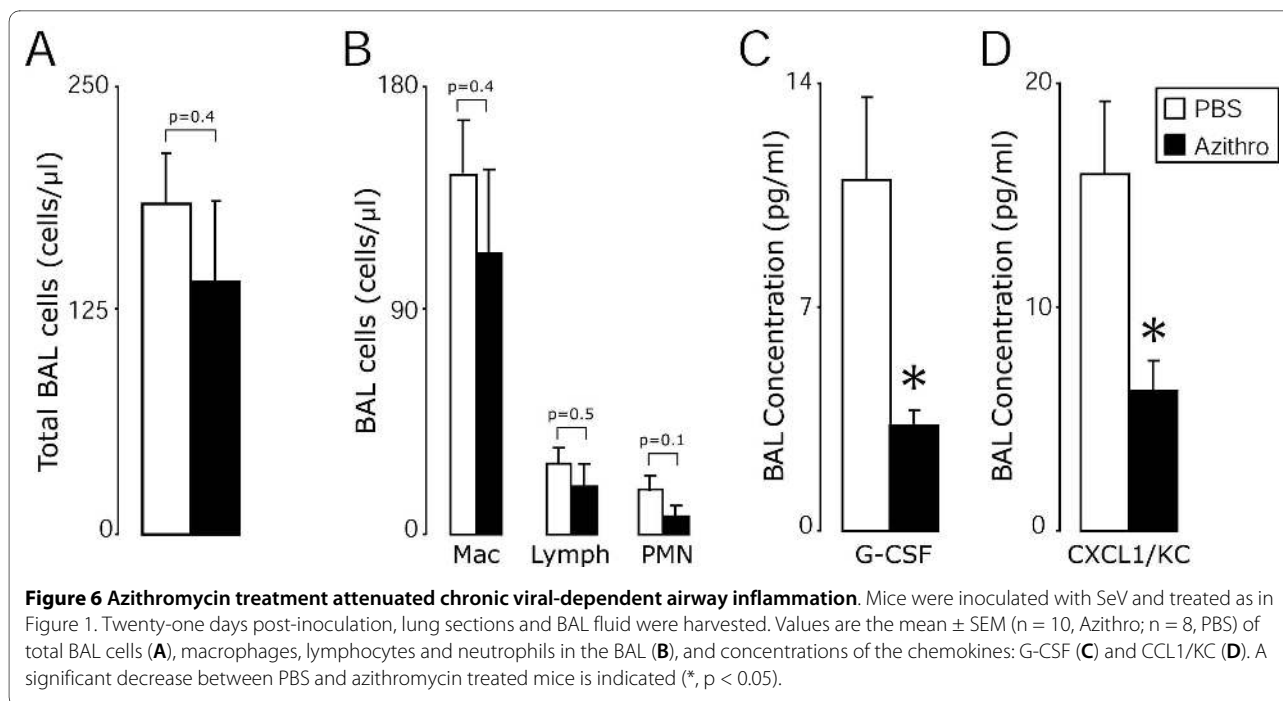 A
B
C
D
250
125
0
Total BAL cells (cells/µl)
p=0.4
180
90
0
BAL cells (cells/µl)
p=0.4
p=0.5
p=0.1
Mac Lymph PMN
14
7
0
BAL Concentration (pg/ml)
*
G-CSF
20
10
0
BAL Concentration (pg/ml)
*
CXCL1/KC
PBS
Azithro
Figure 6 Azithromycin treatment attenuated chronic viral-dependent airway inflammation. Mice were inoculated with SeV and treated as in
Figure 1. Twenty-one days post-inoculation, lung sections and BAL fluid were harvested. Values are the mean ± SEM (n = 10, Azithro; n = 8, PBS) of
total BAL cells (A), macrophages, lymphocytes and neutrophils in the BAL (B), and concentrations of the chemokines: G-CSF (C) and CCL1/KC (D). A
significant decrease between PBS and azithromycin treated mice is indicated (*, p < 0.05).